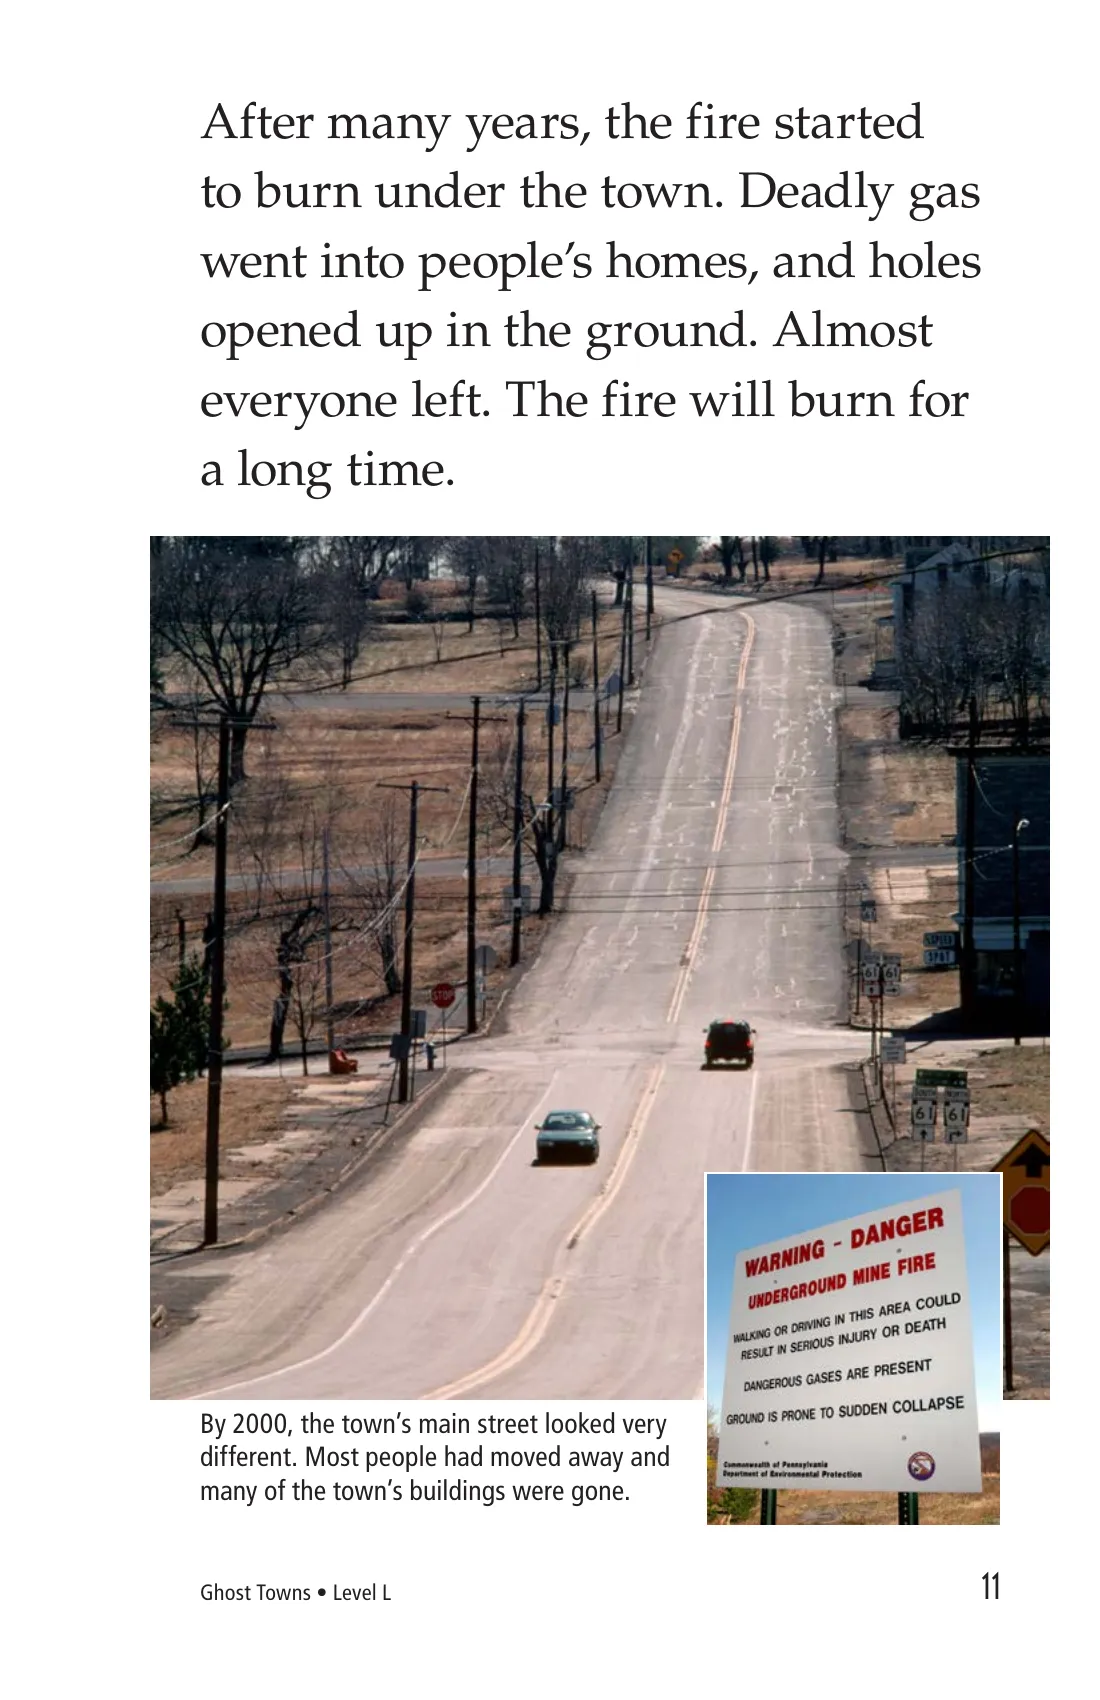 After many years, the fire started
to burn under the town. Deadly gas
went into people’s homes, and holes
opened up in the ground. Almost
everyone left. The fire will burn for
a long time.
STOP
SPEED
SPOT
61 61
SOUTH NORTH
61 61
WARNING - DANGER
UNDERGROUND MINE FIRE
WALKING OR DRIVING IN THIS AREA COULD
RESULT IN SERIOUS INJURY OR DEATH
DANGEROUS GASES ARE PRESENT
GROUND IS PRONE TO SUDDEN COLLAPSE
Commonwealth of Pennsylvania
Department of Environmental Protection
By 2000, the town’s main street looked very
different. Most people had moved away and
many of the town’s buildings were gone.
Ghost Towns • Level L
11